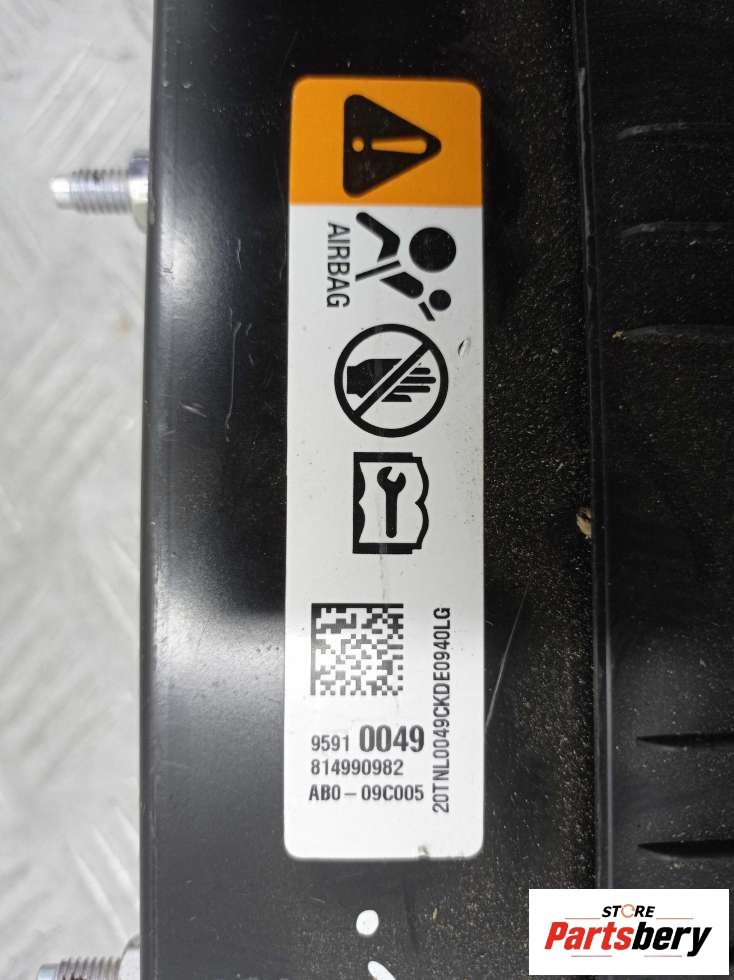 AIRBAG
9591 0049
814990982
AB0 - 09C005
20TNL0049CKDE0940LG
STORE
Partsbery